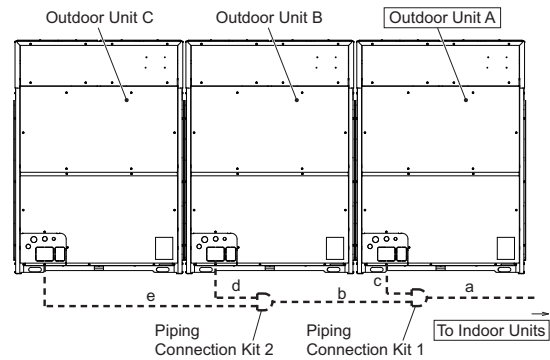 Outdoor Unit C
Outdoor Unit B
Outdoor Unit A
c
a
d
e
b
Piping
Connection Kit 2
Piping
Connection Kit 1
To Indoor Units